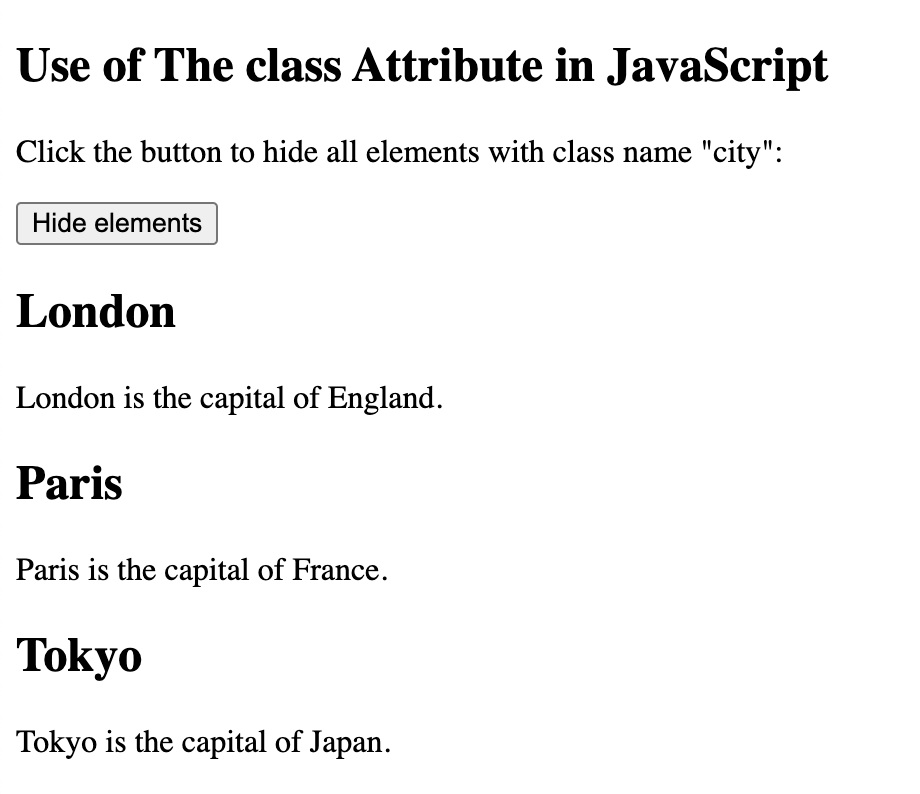 Use of The class Attribute in JavaScript
Click the button to hide all elements with class name "city":
Hide elements
London
London is the capital of England.
Paris
Paris is the capital of France.
Tokyo
Tokyo is the capital of Japan.